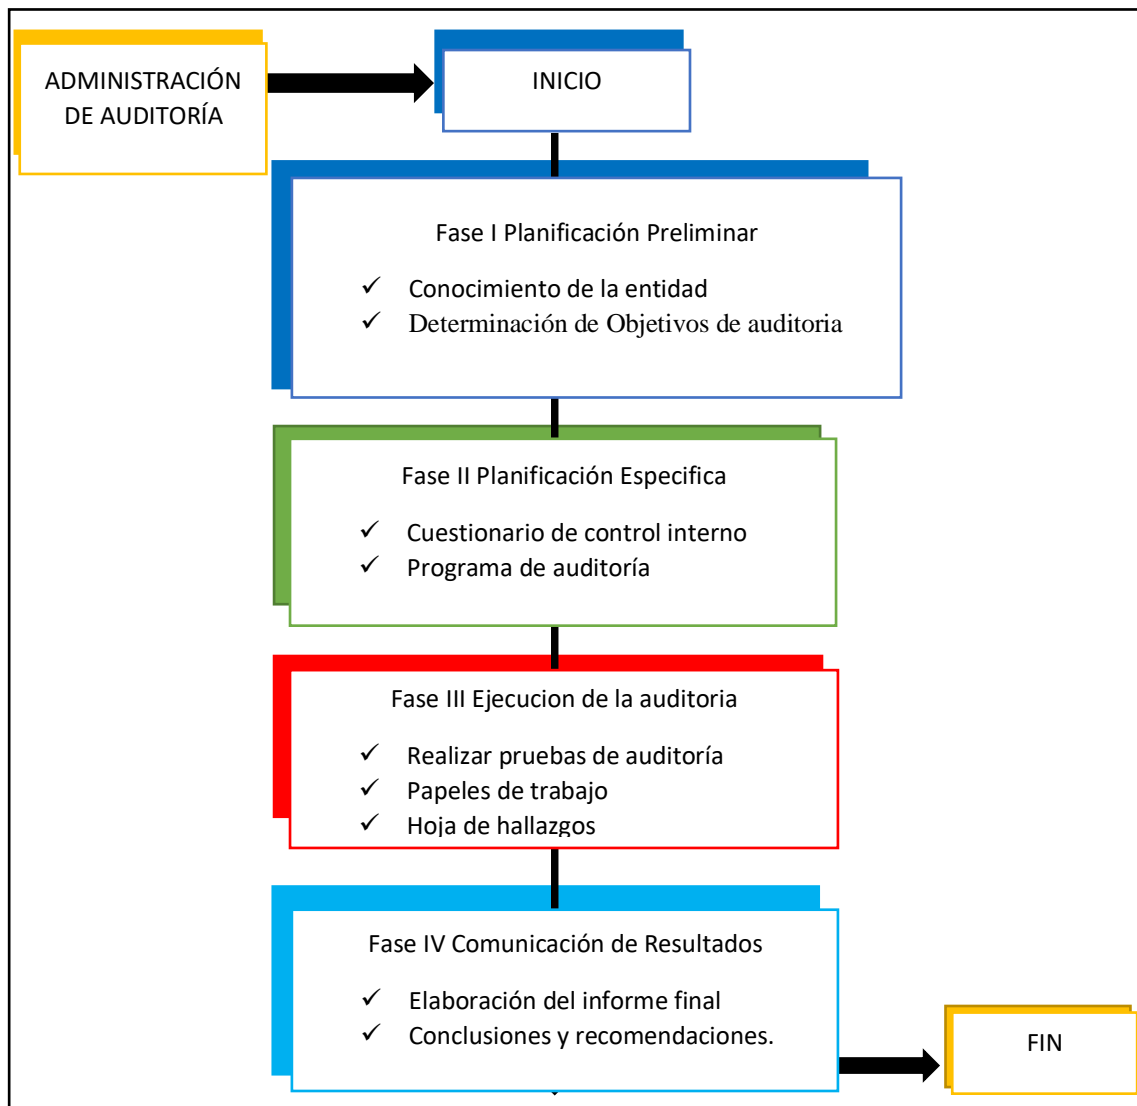 ADMINISTRACIÓN
DE AUDITORÍA
INICIO
Fase I Planificación Preliminar
✓ Conocimiento de la entidad
✓ Determinación de Objetivos de auditoria
Fase II Planificación Especifica
✓ Cuestionario de control interno
✓ Programa de auditoría
Fase III Ejecucion de la auditoria
✓ Realizar pruebas de auditoría
✓ Papeles de trabajo
✓ Hoja de hallazgos
Fase IV Comunicación de Resultados
✓ Elaboración del informe final
✓ Conclusiones y recomendaciones.
FIN